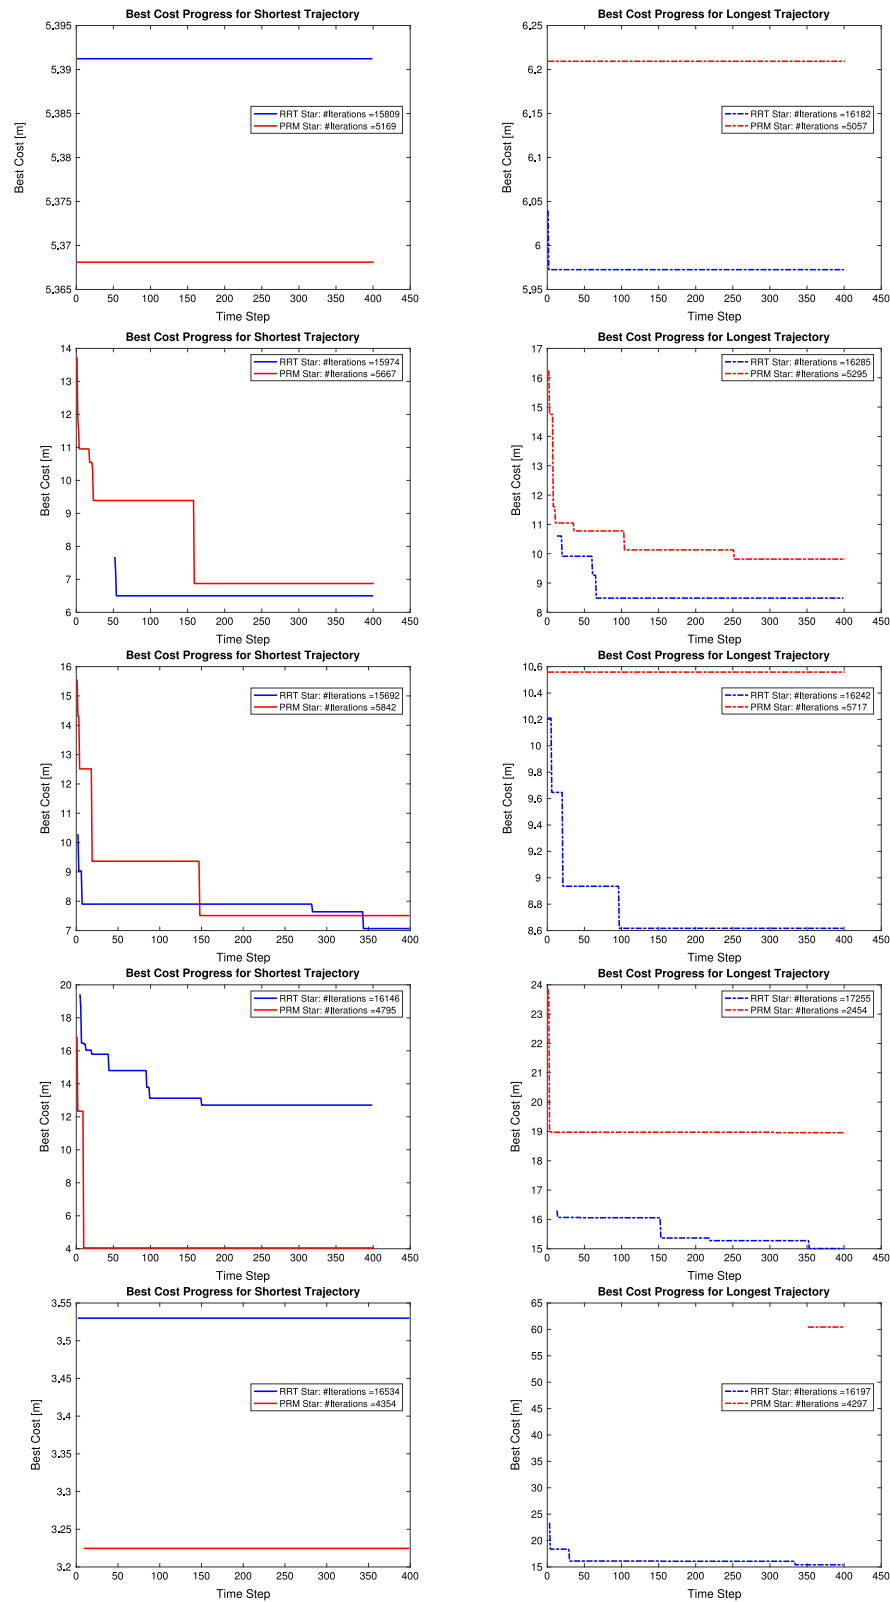 Best Cost Progress for Shortest Trajectory
5.395
5.39
5.385
5.38
5.375
5.37
5.365
Best Cost [m]
RRT Star: #Iterations =15809
PRM Star: #Iterations =5169
0 50 100 150 200 250 300 350 400 450
Time Step
Best Cost Progress for Longest Trajectory
6.25
6.2
6.15
6.1
6.05
6
5.95
Best Cost [m]
RRT Star: #Iterations =16182
PRM Star: #Iterations =5057
0 50 100 150 200 250 300 350 400 450
Time Step
Best Cost Progress for Shortest Trajectory
14
13
12
11
10
9
8
7
6
Best Cost [m]
RRT Star: #Iterations =15974
PRM Star: #Iterations =5667
0 50 100 150 200 250 300 350 400 450
Time Step
Best Cost Progress for Longest Trajectory
17
16
15
14
13
12
11
10
9
8
Best Cost [m]
RRT Star: #Iterations =16285
PRM Star: #Iterations =5295
0 50 100 150 200 250 300 350 400 450
Time Step
Best Cost Progress for Shortest Trajectory
16
15
14
13
12
11
10
9
8
7
Best Cost [m]
RRT Star: #Iterations =15692
PRM Star: #Iterations =5842
0 50 100 150 200 250 300 350 400
Time Step
Best Cost Progress for Longest Trajectory
10.6
10.4
10.2
10
9.8
9.6
9.4
9.2
9
8.8
8.6
Best Cost [m]
RRT Star: #Iterations =16242
PRM Star: #Iterations =5717
0 50 100 150 200 250 300 350 400 450
Time Step
Best Cost Progress for Shortest Trajectory
20
18
16
14
12
10
8
6
4
Best Cost [m]
RRT Star: #Iterations =16146
PRM Star: #Iterations =4795
0 50 100 150 200 250 300 350 400 450
Time Step
Best Cost Progress for Longest Trajectory
24
23
22
21
20
19
18
17
16
15
Best Cost [m]
RRT Star: #Iterations =17255
PRM Star: #Iterations =2454
0 50 100 150 200 250 300 350 400 450
Time Step
Best Cost Progress for Shortest Trajectory
3.55
3.5
3.45
3.4
3.35
3.3
3.25
3.2
Best Cost [m]
RRT Star: #Iterations =16534
PRM Star: #Iterations =4354
0 50 100 150 200 250 300 350 400
Time Step
Best Cost Progress for Longest Trajectory
65
60
55
50
45
40
35
30
25
20
15
Best Cost [m]
RRT Star: #Iterations =16197
PRM Star: #Iterations =4297
0 50 100 150 200 250 300 350 400 450
Time Step